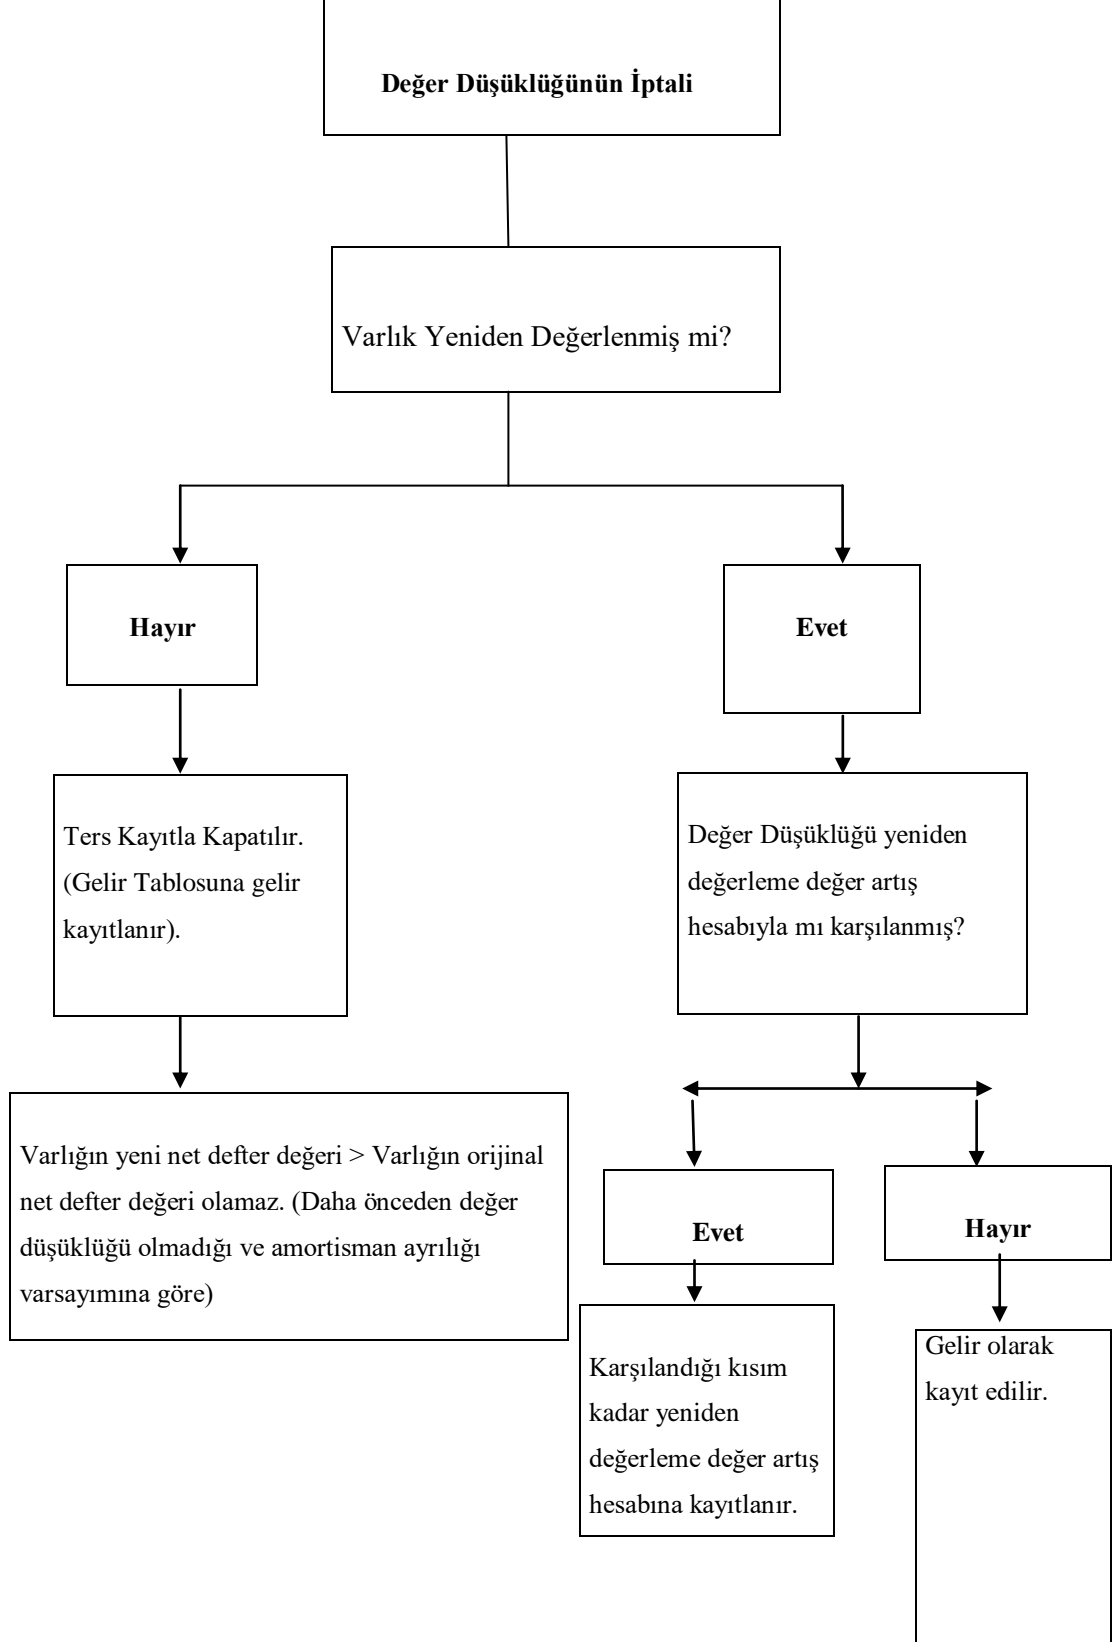 Değer Düşüklüğünün İptali
Varlık Yeniden Değerlenmiş mi?
Hayır
Evet
Ters Kayıtla Kapatılır.
(Gelir Tablosuna gelir
kayıtlanır).
Değer Düşüklüğü yeniden
değerleme değer artış
hesabıyla mı karşılanmış?
Varlığın yeni net defter değeri > Varlığın orijinal
net defter değeri olamaz. (Daha önceden değer
düşüklüğü olmadığı ve amortisman ayrılığı
varsayımına göre)
Evet
Hayır
Karşılandığı kısım
kadar yeniden
değerleme değer artış
hesabına kayıtlanır.
Gelir olarak
kayıt edilir.